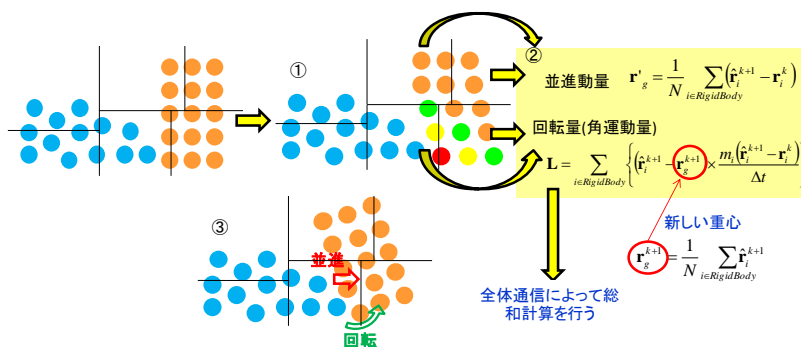 ①
②
並進動量 r'_g = 1/N Σ_{i∈RigidBody} (r̂_i^{k+1} − r_i^k)
回転量(角運動量)
L = Σ_{i∈RigidBody} {(r̂_i^{k+1} − r_g^{k+1}) × m_i(r̂_i^{k+1} − r_i^k) / Δt}
新しい重心
r_g^{k+1} = 1/N Σ_{i∈RigidBody} r̂_i^{k+1}
③
並進
回転
全体通信によって総
和計算を行う